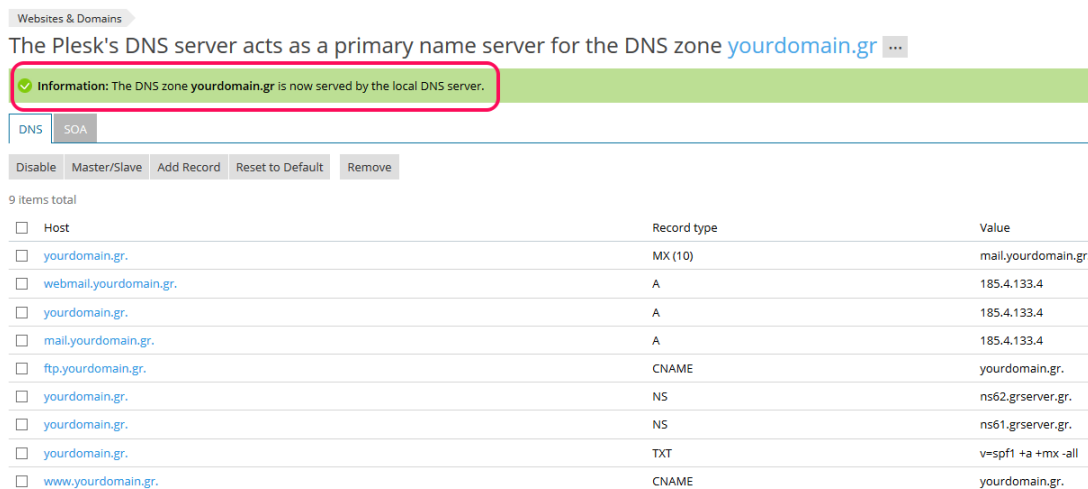 Websites & Domains
The Plesk's DNS server acts as a primary name server for the DNS zone yourdomain.gr ...
Information: The DNS zone yourdomain.gr is now served by the local DNS server.
DNS SOA
Disable Master/Slave Add Record Reset to Default Remove
9 items total
Host Record type Value
yourdomain.gr. MX (10) mail.yourdomain.gr
webmail.yourdomain.gr. A 185.4.133.4
yourdomain.gr. A 185.4.133.4
mail.yourdomain.gr. A 185.4.133.4
ftp.yourdomain.gr. CNAME yourdomain.gr.
yourdomain.gr. NS ns62.grserver.gr.
yourdomain.gr. NS ns61.grserver.gr.
yourdomain.gr. TXT v=spf1 +a +mx -all
www.yourdomain.gr. CNAME yourdomain.gr.